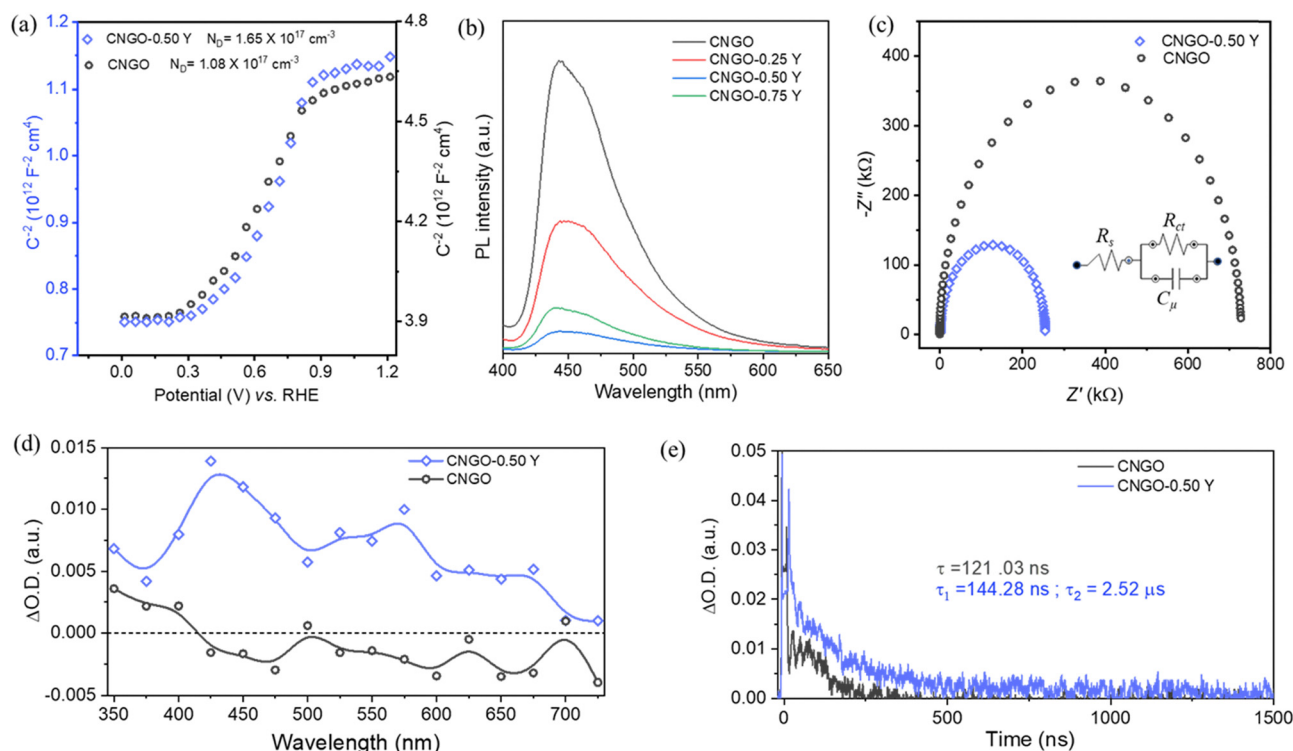 (a)
CNGO-0.50 Y N_D = 1.65 X 10^17 cm^-3
CNGO N_D= 1.08 X 10^17 cm^-3
1.2
1.1
1.0
0.9
0.8
0.7
C^-2 (10^12 F^-2 cm^4)
4.8
4.5
4.2
3.9
C^-2 (10^12 F^-2 cm^4)
0.0 0.3 0.6 0.9 1.2
Potential (V) vs. RHE
(b)
CNGO
CNGO-0.25 Y
CNGO-0.50 Y
CNGO-0.75 Y
PL intensity (a.u.)
400 450 500 550 600 650
Wavelength (nm)
(c)
CNGO-0.50 Y
CNGO
400
350
300
250
200
150
100
50
0
-Z″ (kΩ)
R_s
R_ct
C_μ
0 200 400 600 800
Z′ (kΩ)
(d)
CNGO-0.50 Y
CNGO
0.015
0.010
0.005
0.000
-0.005
ΔO.D. (a.u.)
350 400 450 500 550 600 650 700
Wavelength (nm)
(e)
CNGO
CNGO-0.50 Y
0.05
0.04
0.03
0.02
0.01
0.00
ΔO.D. (a.u.)
τ =121 .03 ns
τ_1 =144.28 ns ; τ_2 = 2.52 μs
0 500 1000 1500
Time (ns)